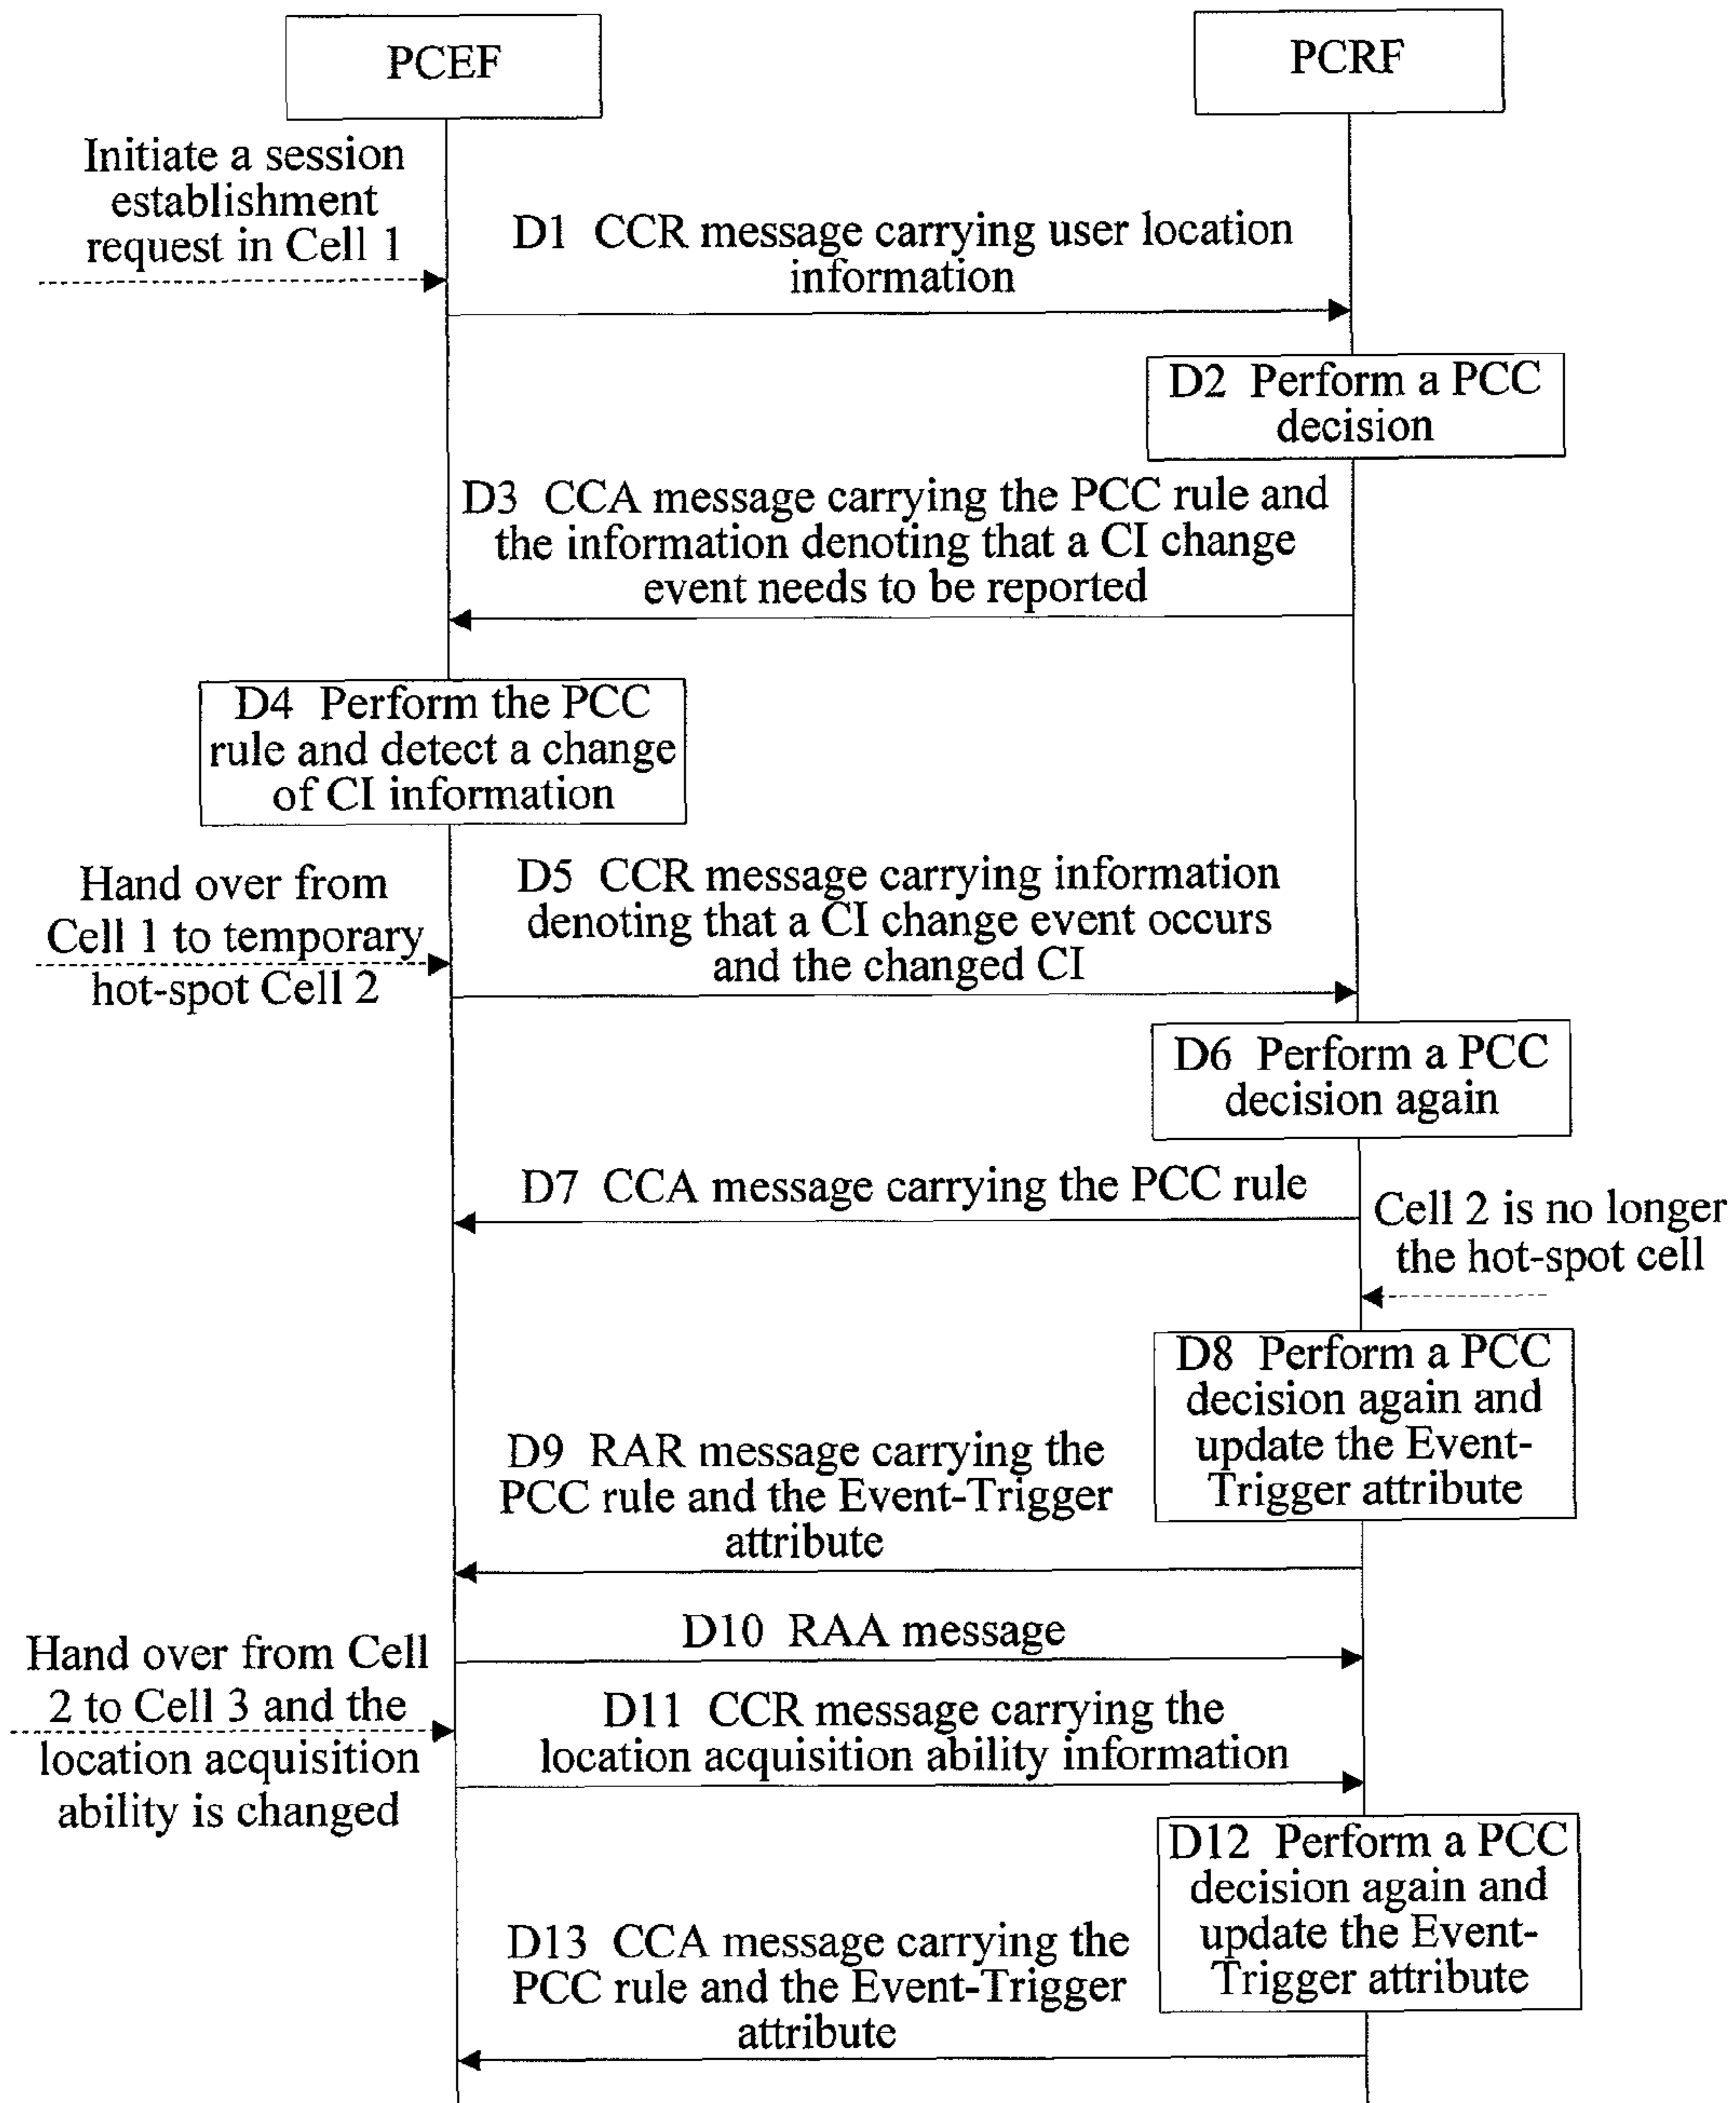 PCEF
PCRF
Initiate a session
establishment
request in Cell 1
D1 CCR message carrying user location
information
D2 Perform a PCC
decision
D3 CCA message carrying the PCC rule and
the information denoting that a CI change
event needs to be reported
D4 Perform the PCC
rule and detect a change
of CI information
Hand over from
Cell 1 to temporary
hot-spot Cell 2
D5 CCR message carrying information
denoting that a CI change event occurs
and the changed CI
D6 Perform a PCC
decision again
D7 CCA message carrying the PCC rule
Cell 2 is no longer
the hot-spot cell
D8 Perform a PCC
decision again and
update the Event-
Trigger attribute
D9 RAR message carrying the
PCC rule and the Event-Trigger
attribute
D10 RAA message
Hand over from Cell
2 to Cell 3 and the
location acquisition
ability is changed
D11 CCR message carrying the
location acquisition ability information
D12 Perform a PCC
decision again and
update the Event-
Trigger attribute
D13 CCA message carrying the
PCC rule and the Event-Trigger
attribute